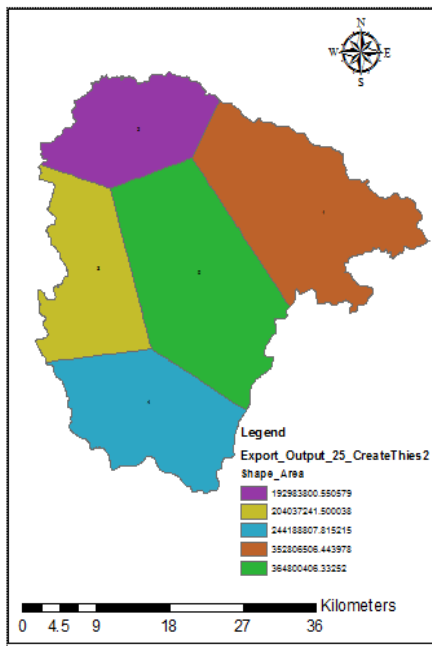 N
W E
S
Legend
Export_Output_25_CreateThies2
Shape_Area
192983800.550579
204037241.500038
244188807.815215
352806506.443978
364800406.33252
Kilometers
0 4.5 9 18 27 36